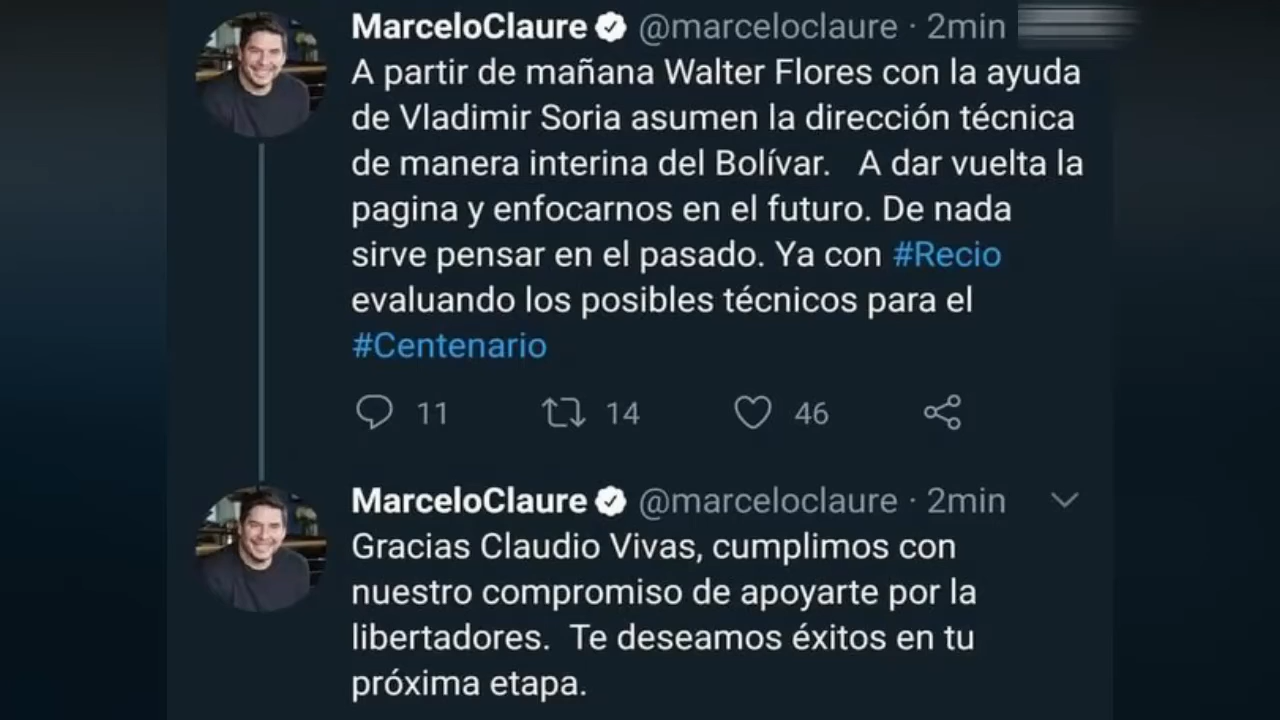 MarceloClaure @marceloclaure · 2min
A partir de mañana Walter Flores con la ayuda
de Vladimir Soria asumen la dirección técnica
de manera interina del Bolívar.   A dar vuelta la
pagina y enfocarnos en el futuro. De nada
sirve pensar en el pasado. Ya con #Recio
evaluando los posibles técnicos para el
#Centenario
11 14 46
MarceloClaure @marceloclaure · 2min
Gracias Claudio Vivas, cumplimos con
nuestro compromiso de apoyarte por la
libertadores.  Te deseamos éxitos en tu
próxima etapa.